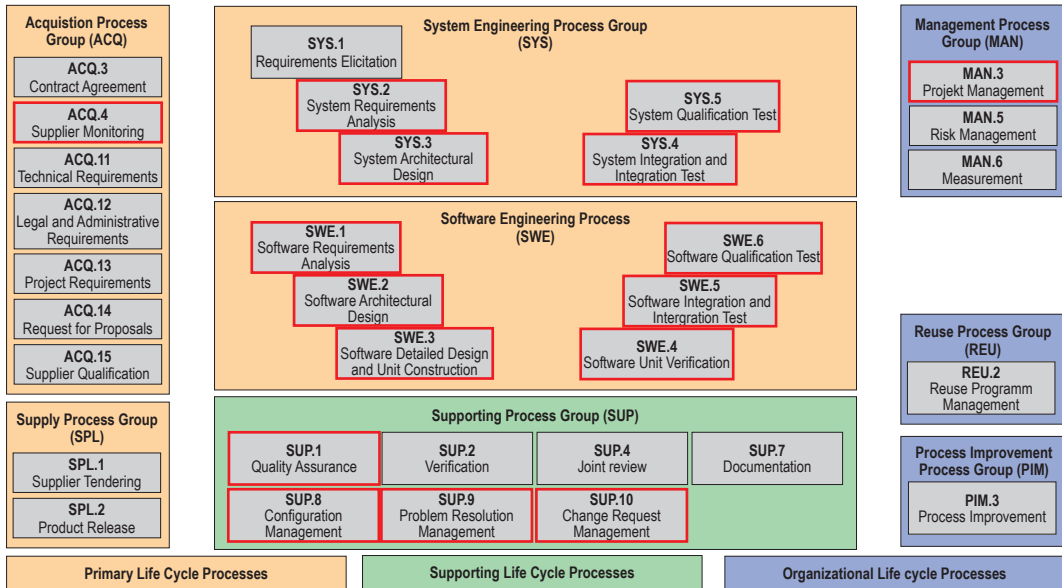 Acquistion Process
Group (ACQ)
ACQ.3
Contract Agreement
ACQ.4
Supplier Monitoring
ACQ.11
Technical Requirements
ACQ.12
Legal and Administrative
Requirements
ACQ.13
Project Requirements
ACQ.14
Request for Proposals
ACQ.15
Supplier Qualification
Supply Process Group
(SPL)
SPL.1
Supplier Tendering
SPL.2
Product Release
System Engineering Process Group
(SYS)
SYS.1
Requirements Elicitation
SYS.2
System Requirements
Analysis
SYS.3
System Architectural
Design
SYS.5
System Qualification Test
SYS.4
System Integration and
Integration Test
Software Engineering Process
(SWE)
SWE.1
Software Requirements
Analysis
SWE.2
Software Architectural
Design
SWE.3
Software Detailed Design
and Unit Construction
SWE.6
Software Qualification Test
SWE.5
Software Integration and
Intergration Test
SWE.4
Software Unit Verification
Supporting Process Group (SUP)
SUP.1
Quality Assurance
SUP.2
Verification
SUP.4
Joint review
SUP.7
Documentation
SUP.8
Configuration
Management
SUP.9
Problem Resolution
Management
SUP.10
Change Request
Management
Management Process
Group (MAN)
MAN.3
Projekt Management
MAN.5
Risk Management
MAN.6
Measurement
Reuse Process Group
(REU)
REU.2
Reuse Programm
Management
Process Improvement
Process Group (PIM)
PIM.3
Process Improvement
Primary Life Cycle Processes
Supporting Life Cycle Processes
Organizational Life cycle Processes